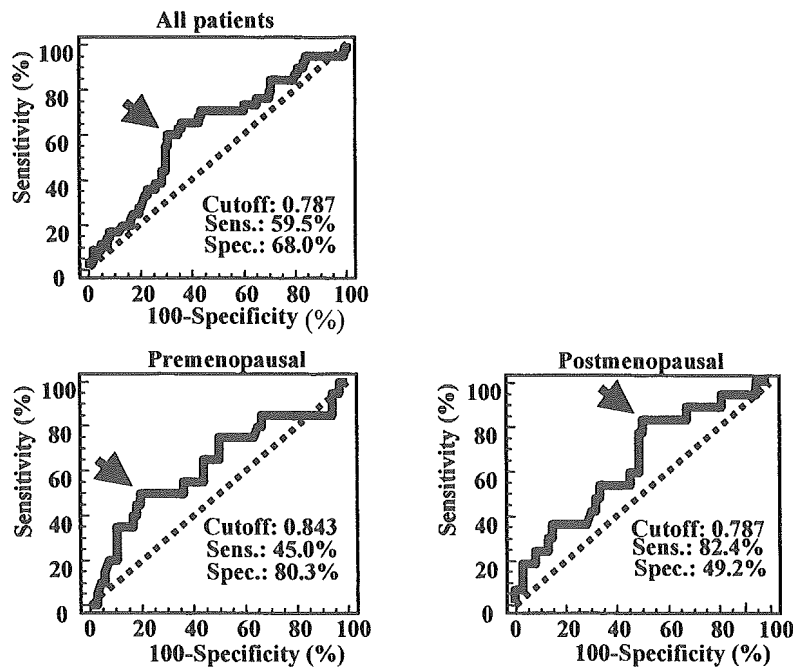 All patients
Sensitivity (%)
100
80
60
40
20
0
Cutoff: 0.787
Sens.: 59.5%
Spec.: 68.0%
0 20 40 60 80 100
100-Specificity (%)
Premenopausal
Sensitivity (%)
100
80
60
40
20
0
Cutoff: 0.843
Sens.: 45.0%
Spec.: 80.3%
0 20 40 60 80 100
100-Specificity (%)
Postmenopausal
Sensitivity (%)
100
80
60
40
20
0
Cutoff: 0.787
Sens.: 82.4%
Spec.: 49.2%
0 20 40 60 80 100
100-Specificity (%)